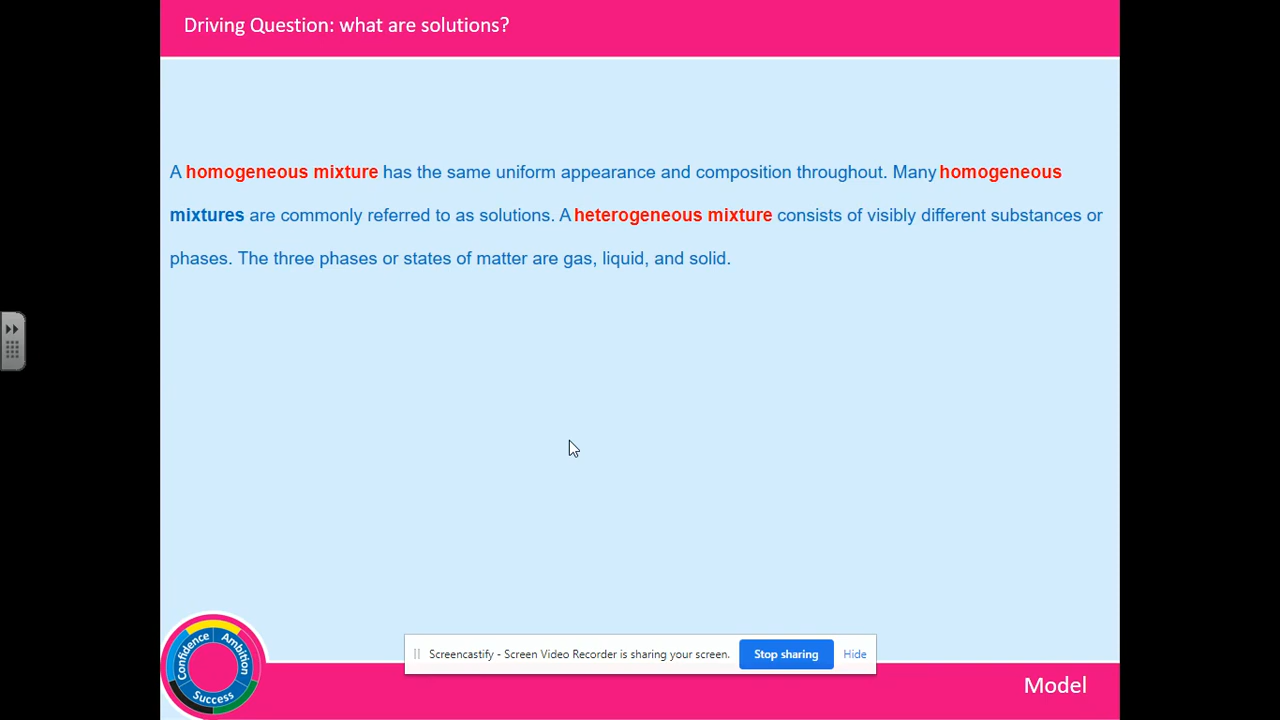 Driving Question: what are solutions?
A homogeneous mixture has the same uniform appearance and composition throughout. Many homogeneous
mixtures are commonly referred to as solutions. A heterogeneous mixture consists of visibly different substances or
phases. The three phases or states of matter are gas, liquid, and solid.
Confidence
Ambition
Success
Screencastify - Screen Video Recorder is sharing your screen.
Stop sharing
Hide
Model